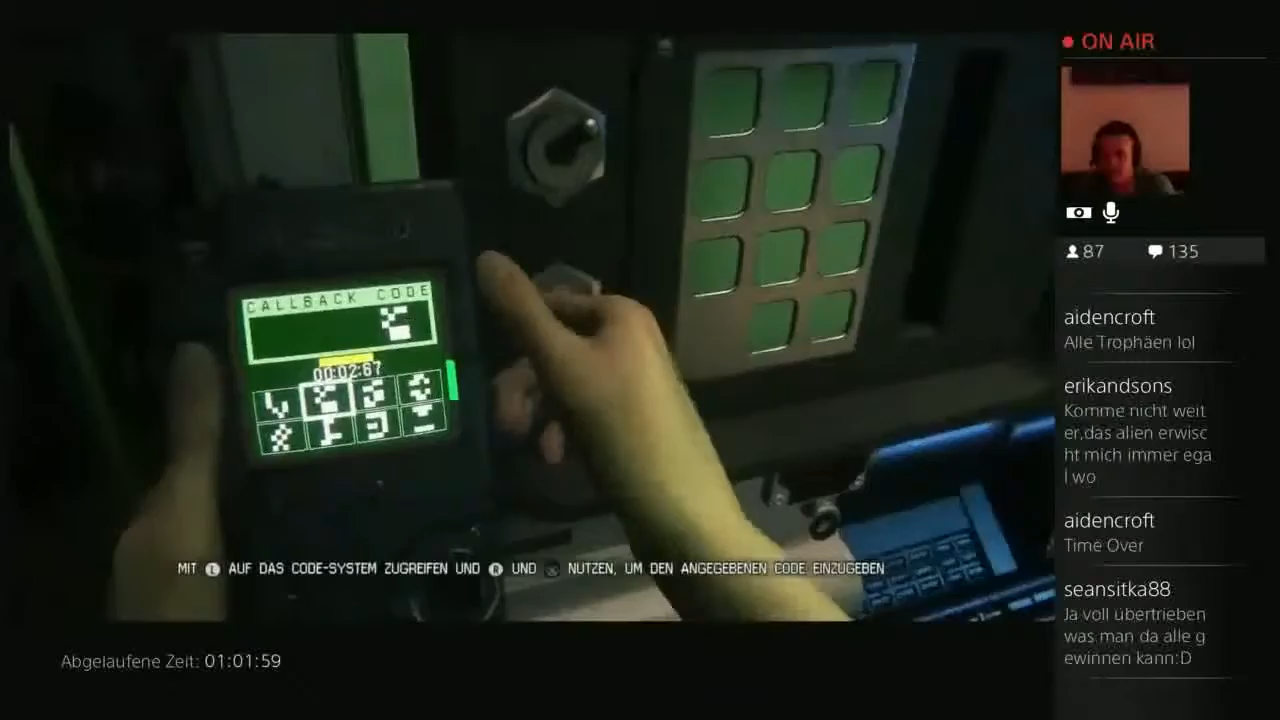 ON AIR
87 135
CALLBACK CODE
00:02:67
aidencroft
Alle Trophäen lol
erikandsons
Komme nicht weit
er,das alien erwisc
ht mich immer ega
l wo
aidencroft
Time Over
seansitka88
Ja voll übertrieben
was man da alle g
ewinnen kann:D
MIT L AUF DAS CODE-SYSTEM ZUGREIFEN UND R UND NUTZEN, UM DEN ANGEGEBENEN CODE EINZUGEBEN
Abgelaufene Zeit: 01:01:59